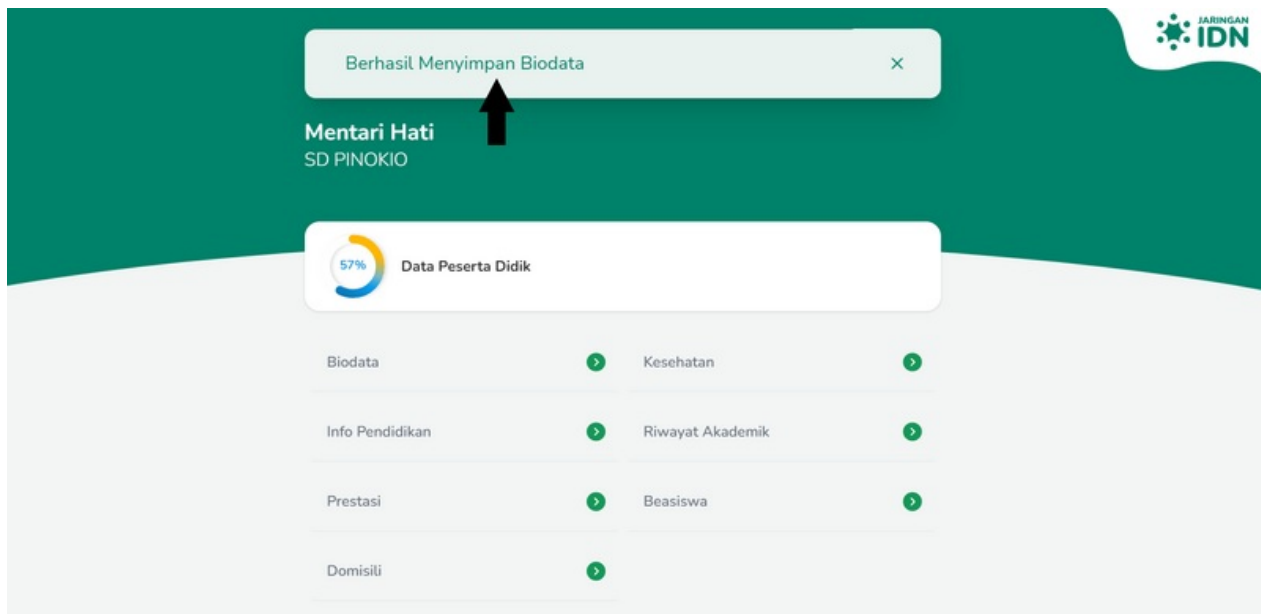 JARINGAN
IDN
Berhasil Menyimpan Biodata
Mentari Hati
SD PINOKIO
57%
Data Peserta Didik
Biodata
Kesehatan
Info Pendidikan
Riwayat Akademik
Prestasi
Beasiswa
Domisili